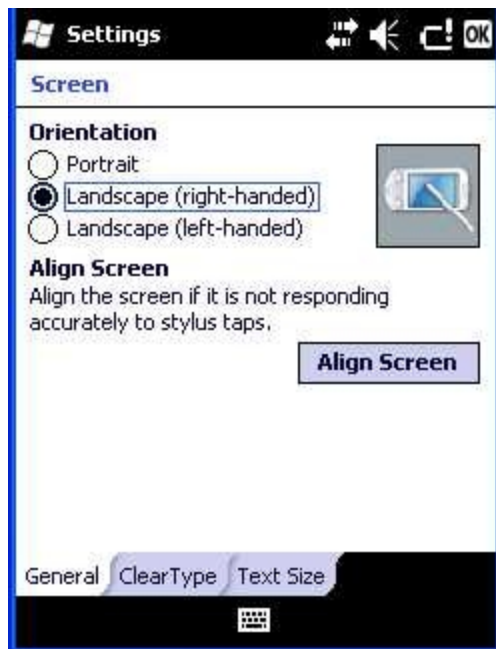 Settings
OK
Screen
Orientation
Portrait
Landscape (right-handed)
Landscape (left-handed)
Align Screen
Align the screen if it is not responding
accurately to stylus taps.
Align Screen
General ClearType Text Size